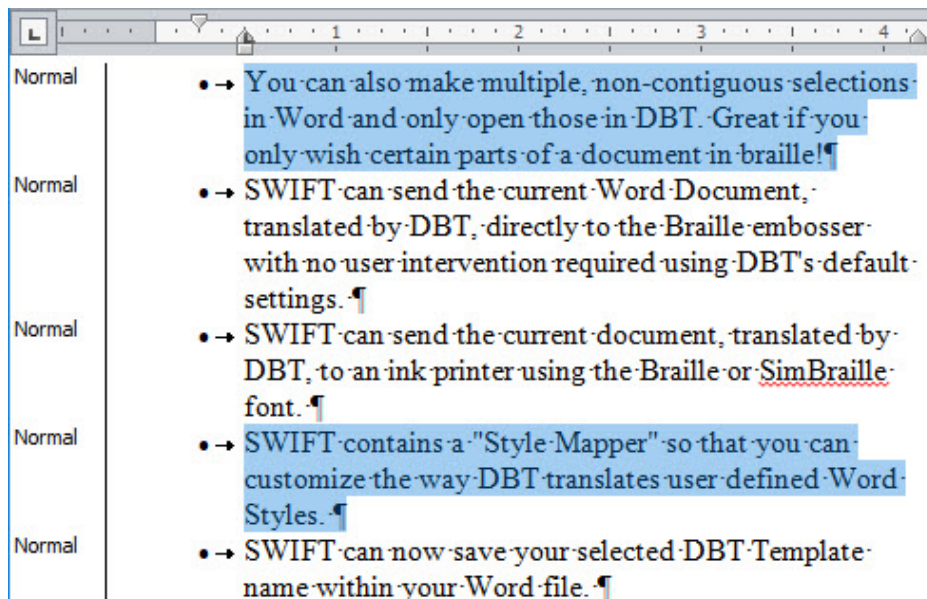 L 1 2 3 4
Normal • → You can also make multiple, non-contiguous selections
in Word and only open those in DBT. Great if you
only wish certain parts of a document in braille!¶
Normal • → SWIFT can send the current Word Document,
translated by DBT, directly to the Braille embosser
with no user intervention required using DBT's default
settings. ¶
Normal • → SWIFT can send the current document, translated by
DBT, to an ink printer using the Braille or SimBraille
font. ¶
Normal • → SWIFT contains a "Style Mapper" so that you can
customize the way DBT translates user defined Word
Styles. ¶
Normal • → SWIFT can now save your selected DBT Template
name within your Word file. ¶